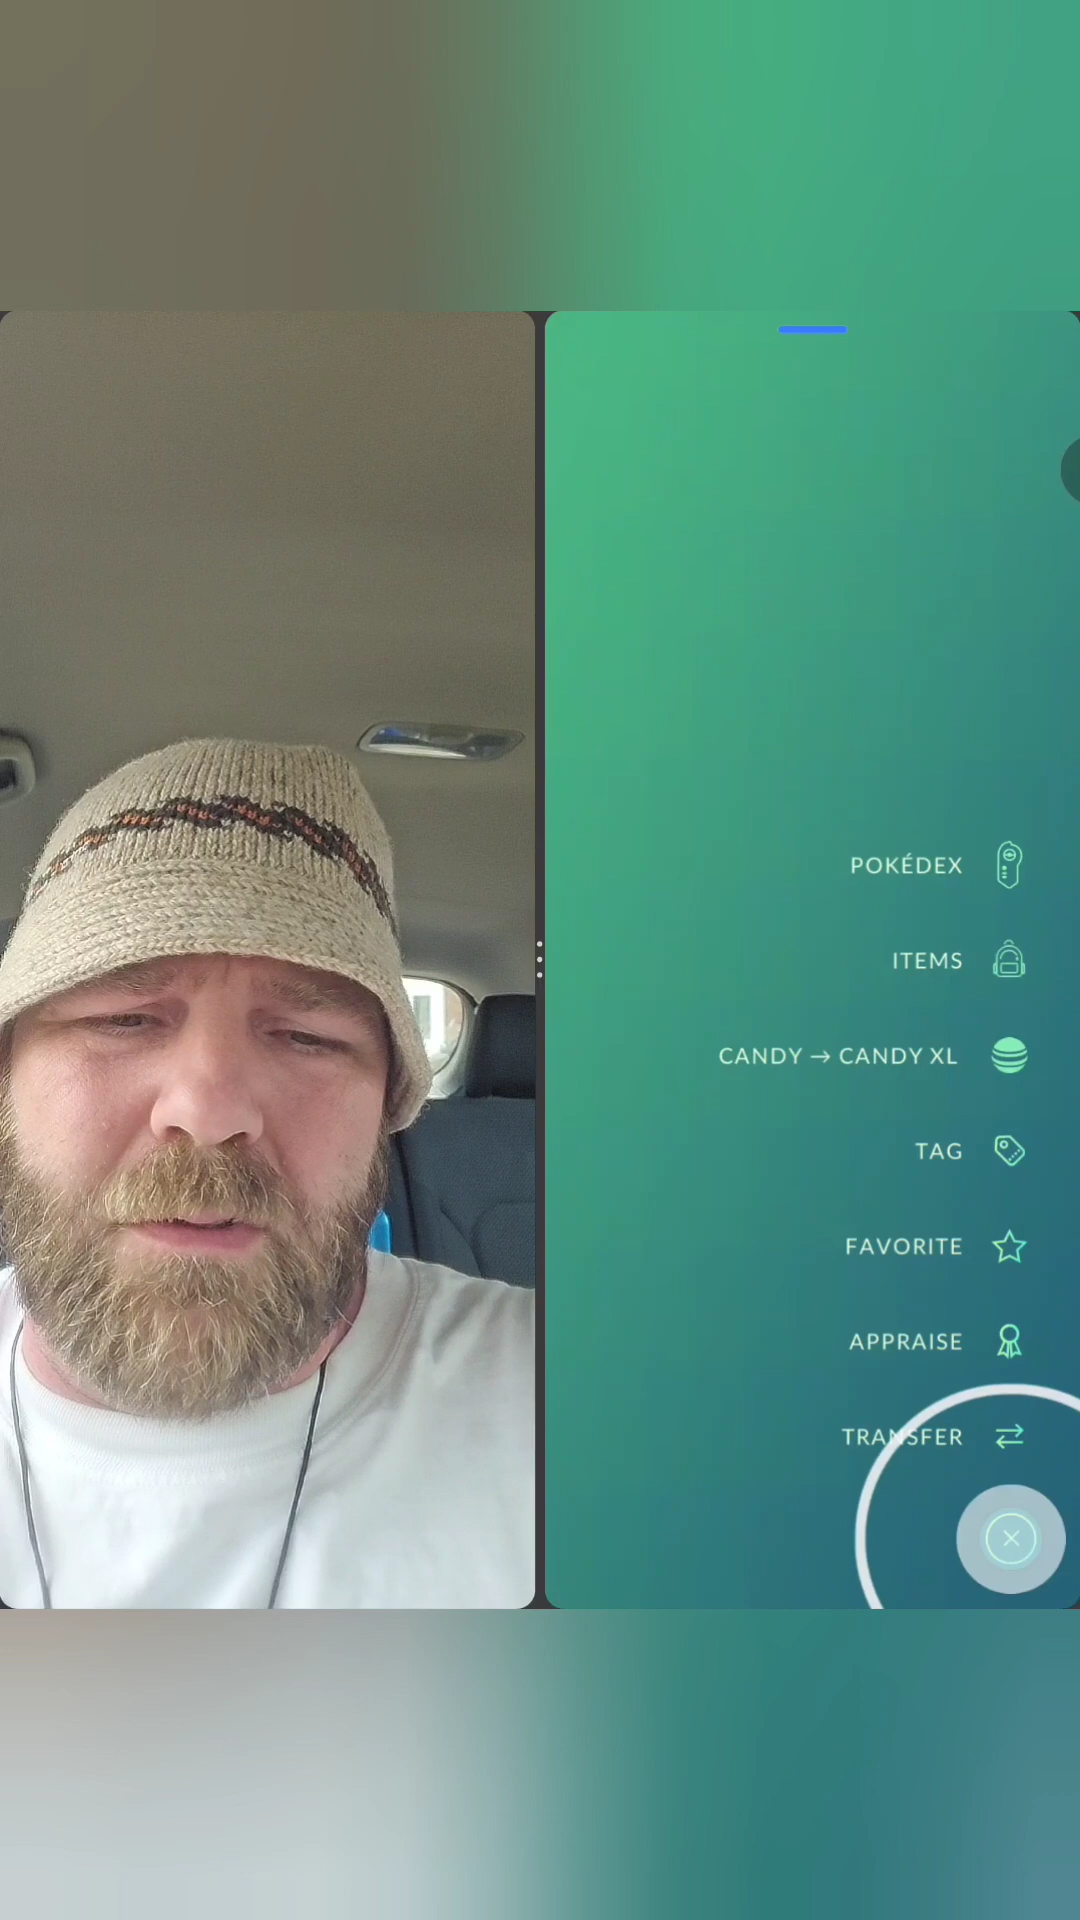 POKÉDEX
ITEMS
CANDY → CANDY XL
TAG
FAVORITE
APPRAISE
TRANSFER